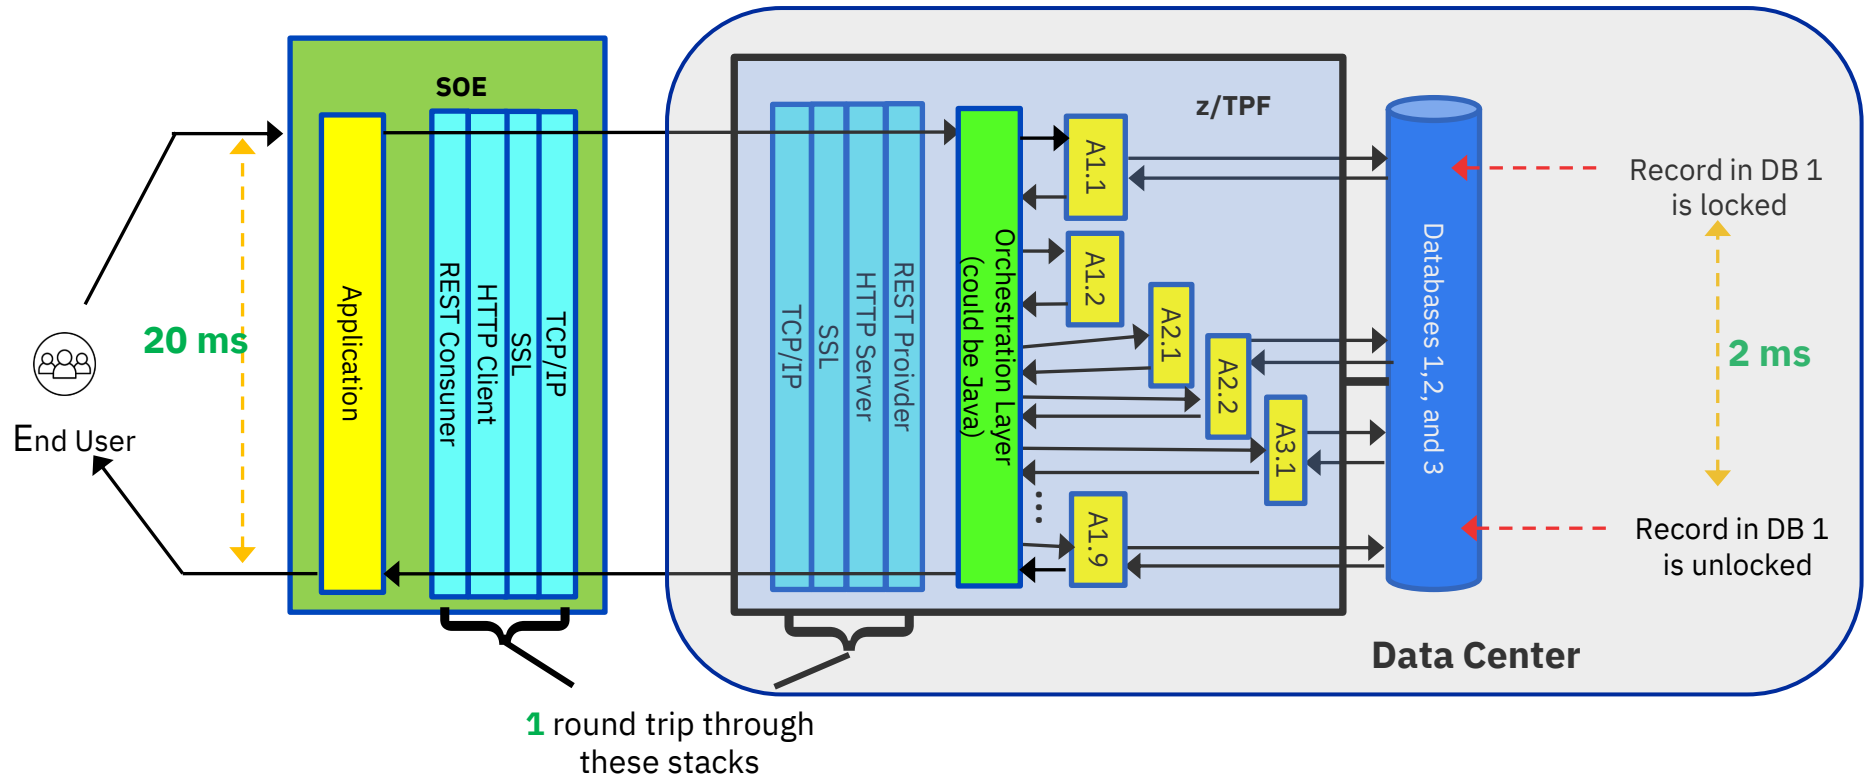 SOE
z/TPF
Application
REST Consuner
HTTP Client
SSL
TCP/IP
TCP/IP
SSL
HTTP Server
REST Proivder
Orchestration Layer
(could be Java)
A1.1
A1.2
A2.1
A2.2
A3.1
A1.9
Databases 1,2, and 3
Record in DB 1
is locked
20 ms
2 ms
End User
Record in DB 1
is unlocked
Data Center
1 round trip through
these stacks